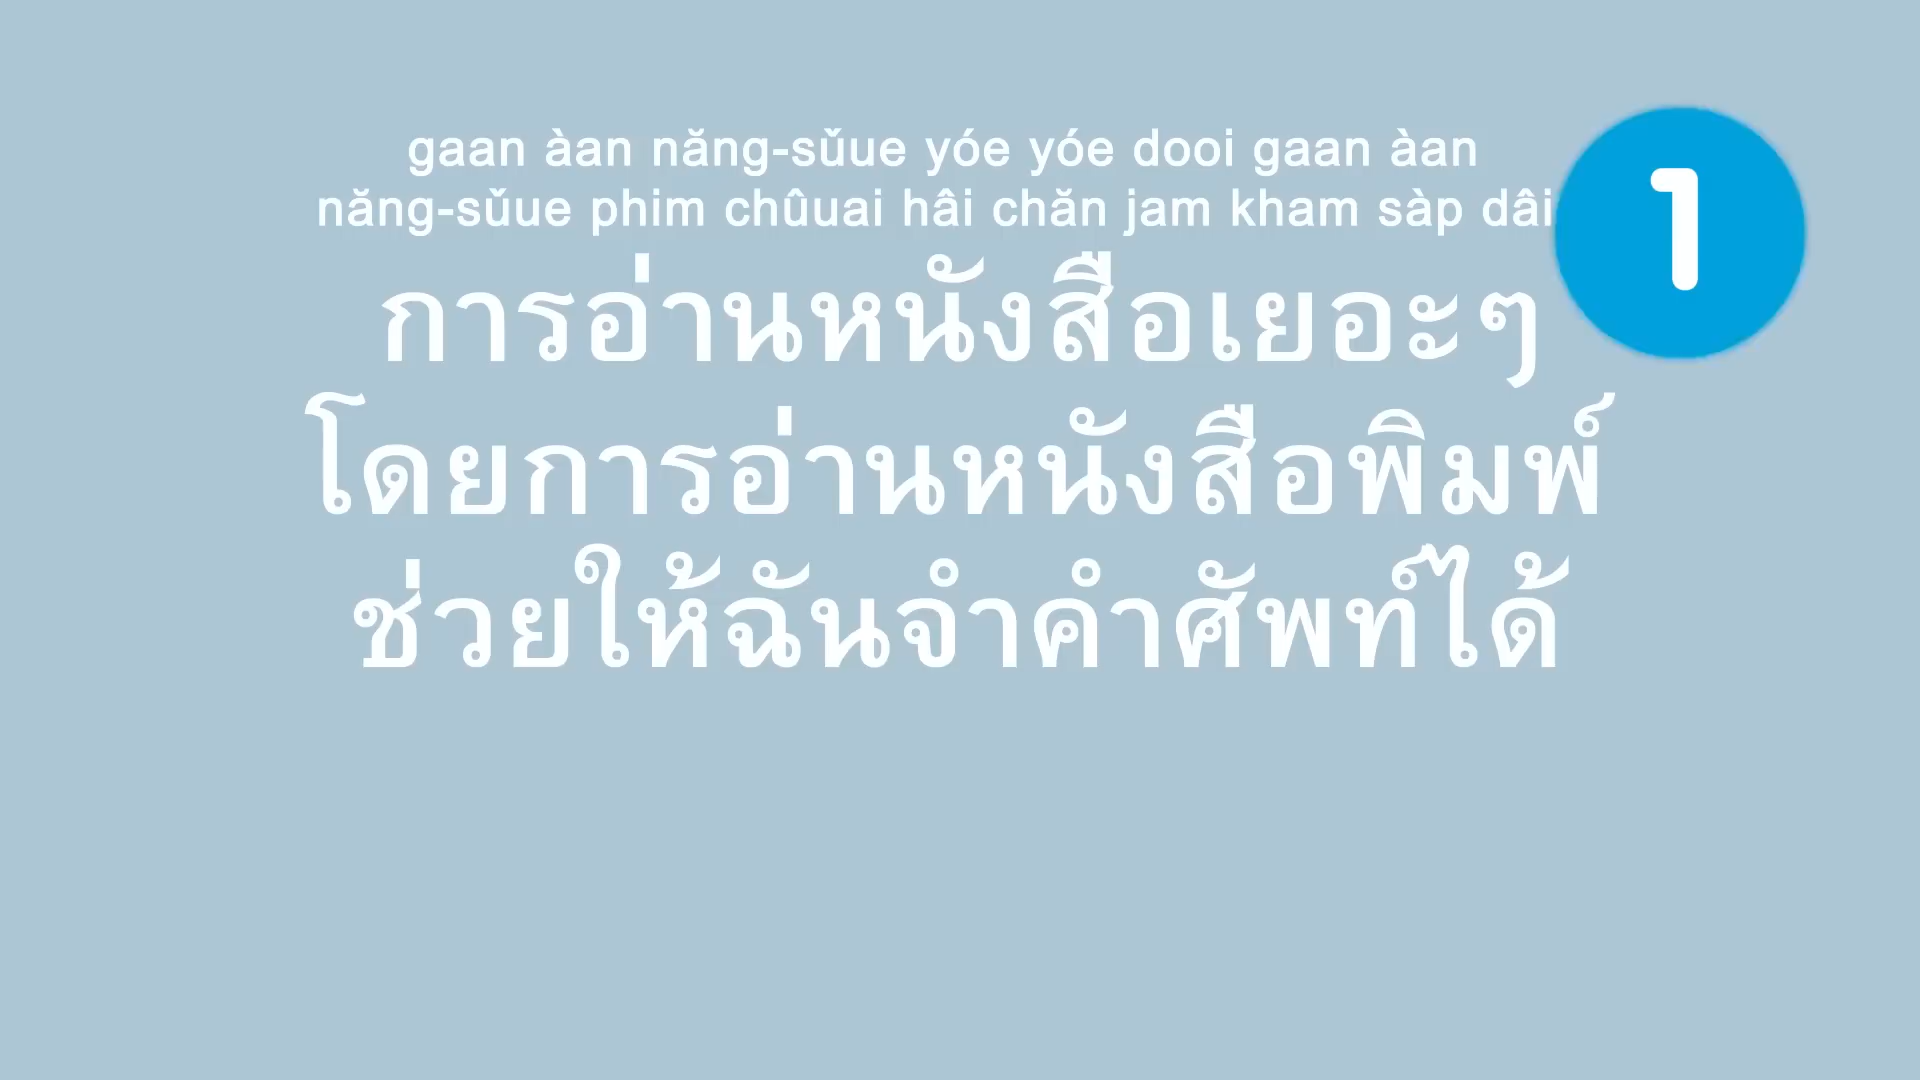 gaan àan năng-sǔue yóe yóe dooi gaan àan
năng-sǔue phim chûuai hâi chăn jam kham sàp dâi
1
การอ่านหนังสือเยอะๆ
โดยการอ่านหนังสือพิมพ์
ช่วยให้ฉันจำคำศัพท์ได้